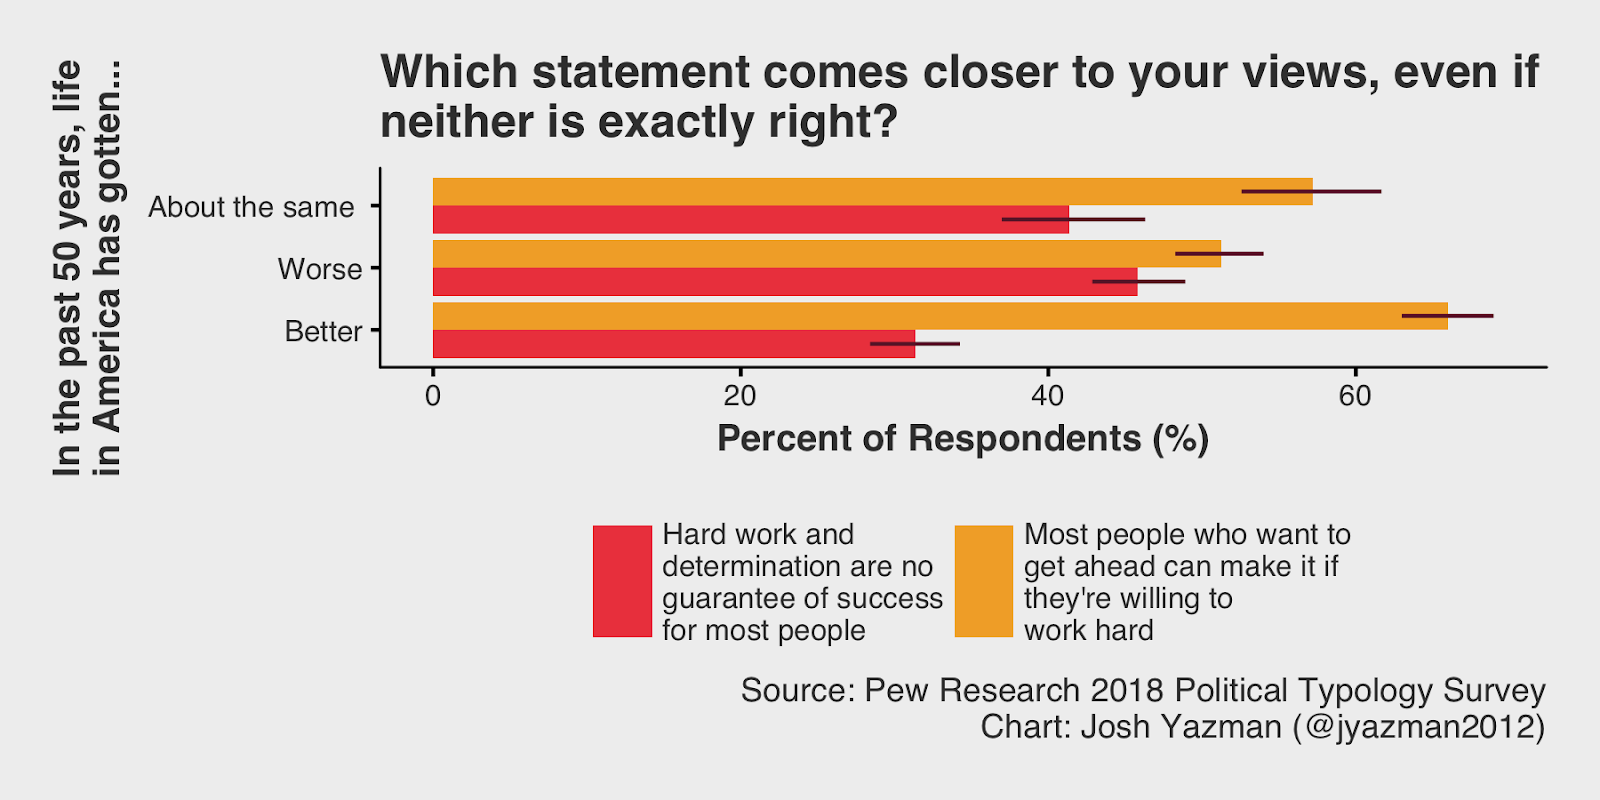 Which statement comes closer to your views, even if
neither is exactly right?
In the past 50 years, life
in America has gotten...
About the same
Worse
Better
0 20 40 60
Percent of Respondents (%)
Hard work and
determination are no
guarantee of success
for most people
Most people who want to
get ahead can make it if
they're willing to
work hard
Source: Pew Research 2018 Political Typology Survey
Chart: Josh Yazman (@jyazman2012)